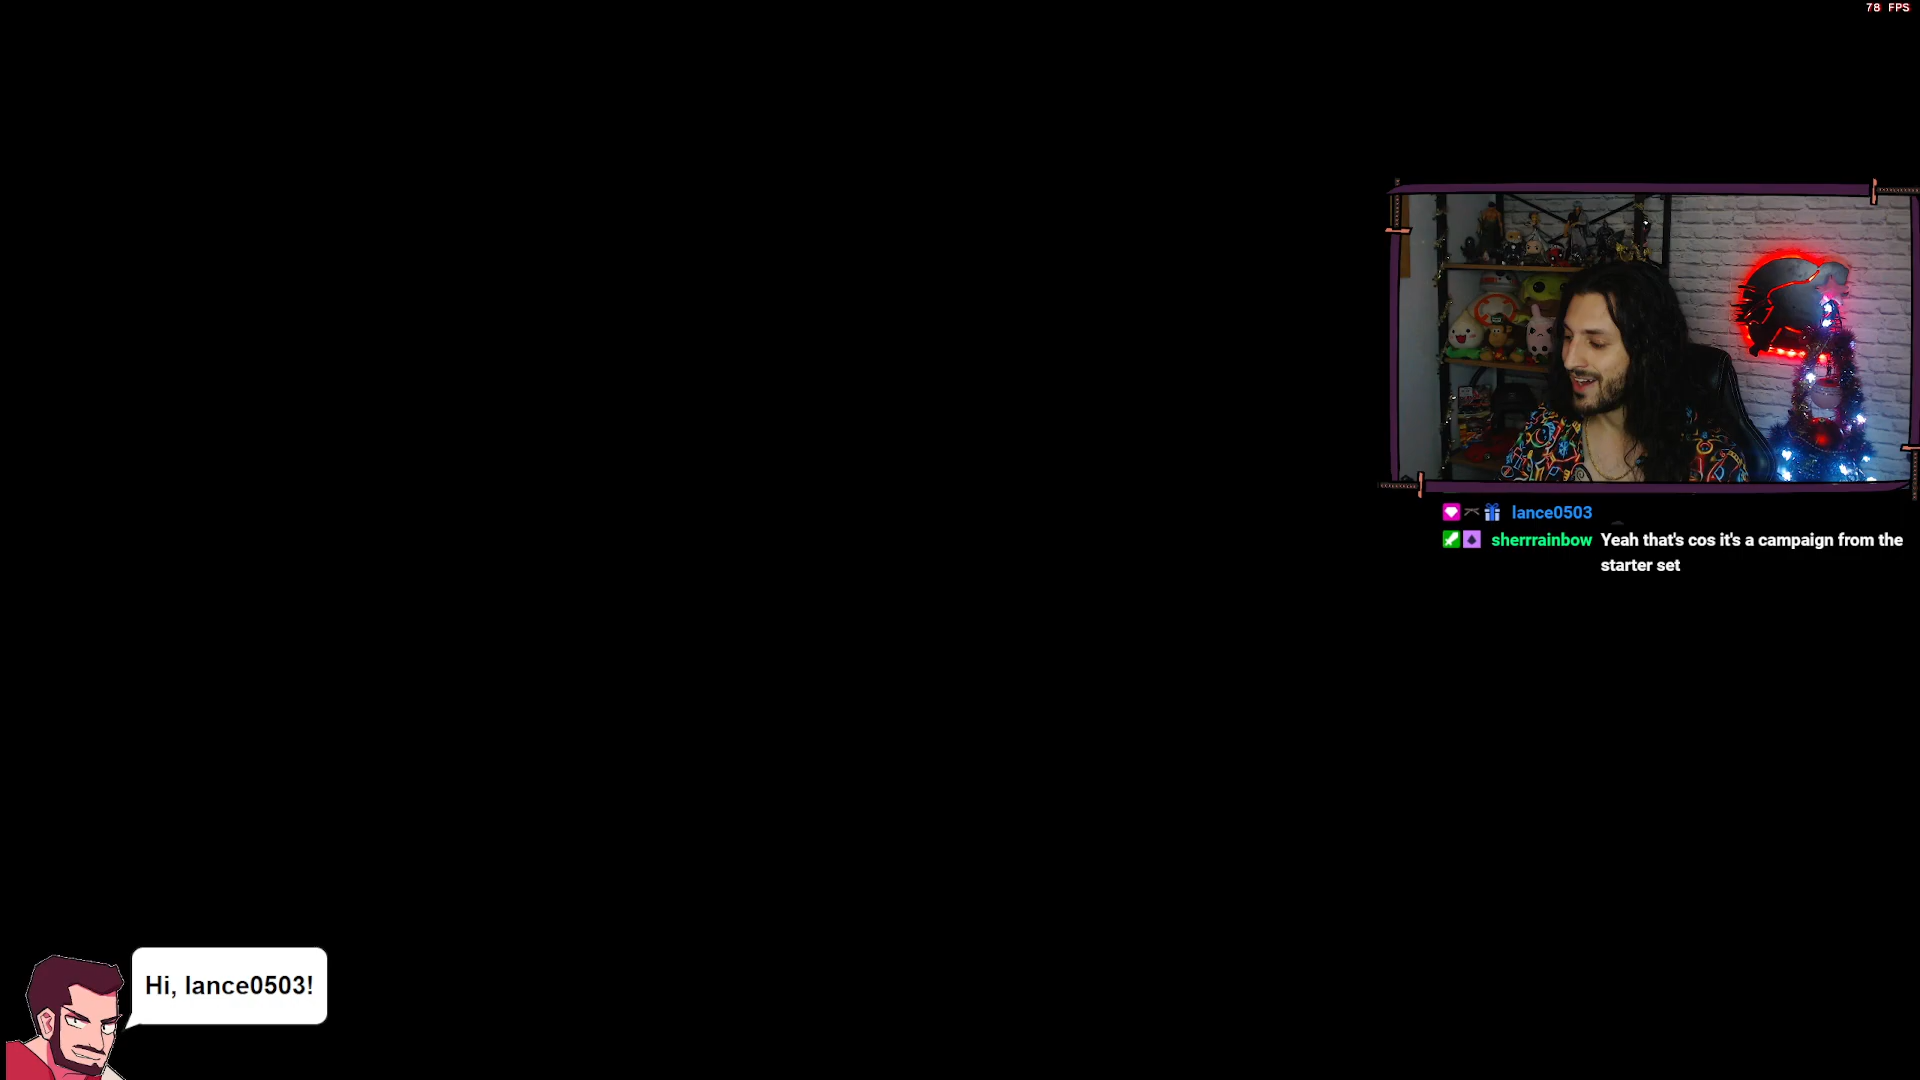 78 FPS
lance0503
sherrrainbow Yeah that's cos it's a campaign from the
starter set
Hi, lance0503!